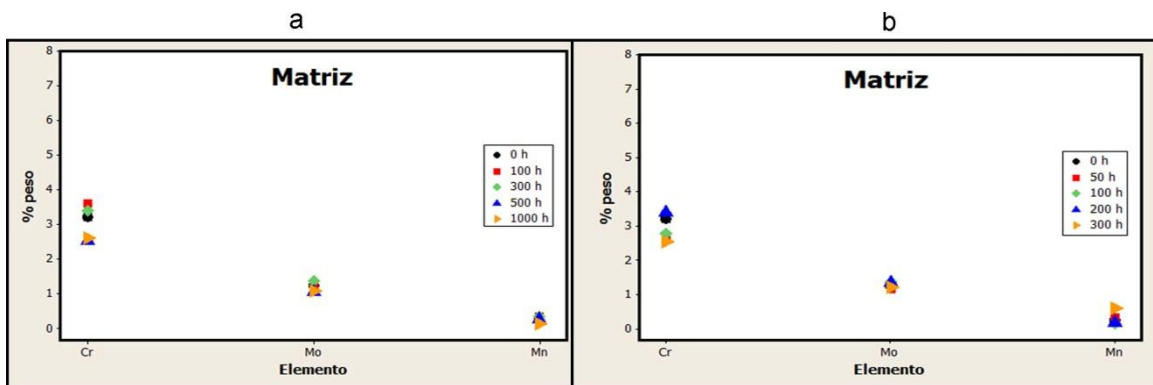 a
b
Matriz
% peso
8
7
6
5
4
3
2
1
0
0 h
100 h
300 h
500 h
1000 h
Cr
Mo
Mn
Elemento
Matriz
% peso
8
7
6
5
4
3
2
1
0
0 h
50 h
100 h
200 h
300 h
Cr
Mo
Mn
Elemento